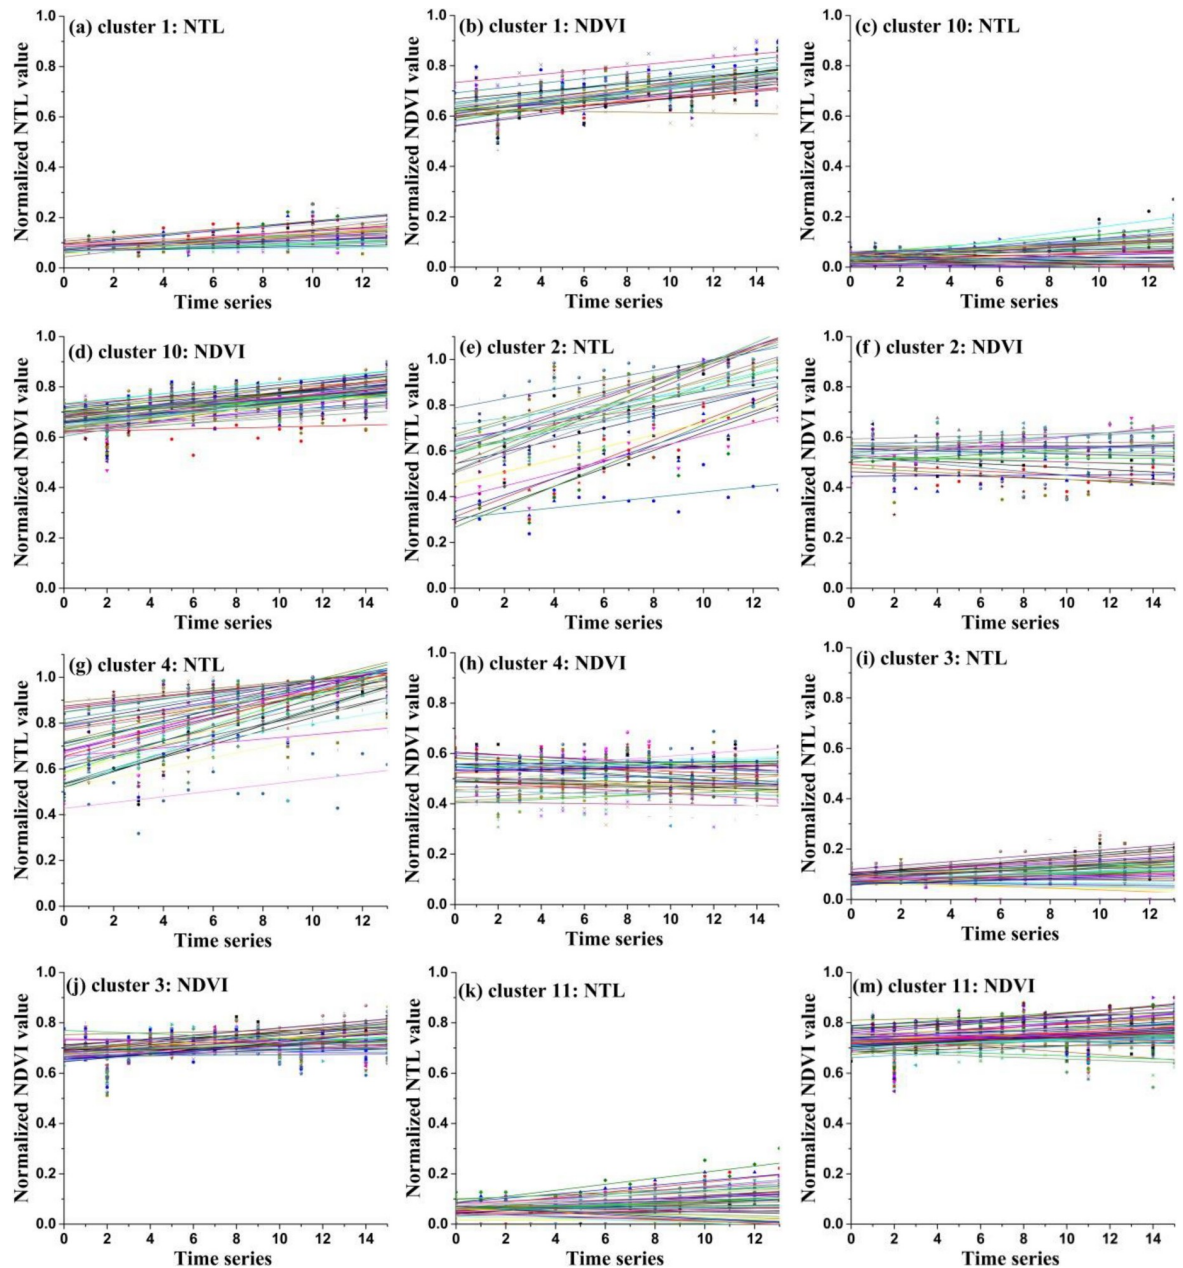 (a) cluster 1: NTL
Normalized NTL value
1.0
0.8
0.6
0.4
0.2
0.0
0 2 4 6 8 10 12
Time series
(b) cluster 1: NDVI
Normalized NDVI value
1.0
0.8
0.6
0.4
0.2
0.0
0 2 4 6 8 10 12 14
Time series
(c) cluster 10: NTL
Normalized NTL value
1.0
0.8
0.6
0.4
0.2
0.0
0 2 4 6 8 10 12
Time series
(d) cluster 10: NDVI
Normalized NDVI value
1.0
0.8
0.6
0.4
0.2
0.0
0 2 4 6 8 10 12 14
Time series
(e) cluster 2: NTL
Normalized NTL value
1.0
0.8
0.6
0.4
0.2
0.0
0 2 4 6 8 10 12
Time series
(f ) cluster 2: NDVI
Normalized NDVI value
1.0
0.8
0.6
0.4
0.2
0.0
0 2 4 6 8 10 12 14
Time series
(g) cluster 4: NTL
Normalized NTL value
1.0
0.8
0.6
0.4
0.2
0.0
0 2 4 6 8 10 12
Time series
(h) cluster 4: NDVI
Normalized NDVI value
1.0
0.8
0.6
0.4
0.2
0.0
0 2 4 6 8 10 12 14
Time series
(i) cluster 3: NTL
Normalized NTL value
1.0
0.8
0.6
0.4
0.2
0.0
0 2 4 6 8 10 12
Time series
(j) cluster 3: NDVI
Normalized NDVI value
1.0
0.8
0.6
0.4
0.2
0.0
0 2 4 6 8 10 12 14
Time series
(k) cluster 11: NTL
Normalized NTL value
1.0
0.8
0.6
0.4
0.2
0.0
0 2 4 6 8 10 12
Time series
(m) cluster 11: NDVI
Normalized NDVI value
1.0
0.8
0.6
0.4
0.2
0.0
0 2 4 6 8 10 12 14
Time series